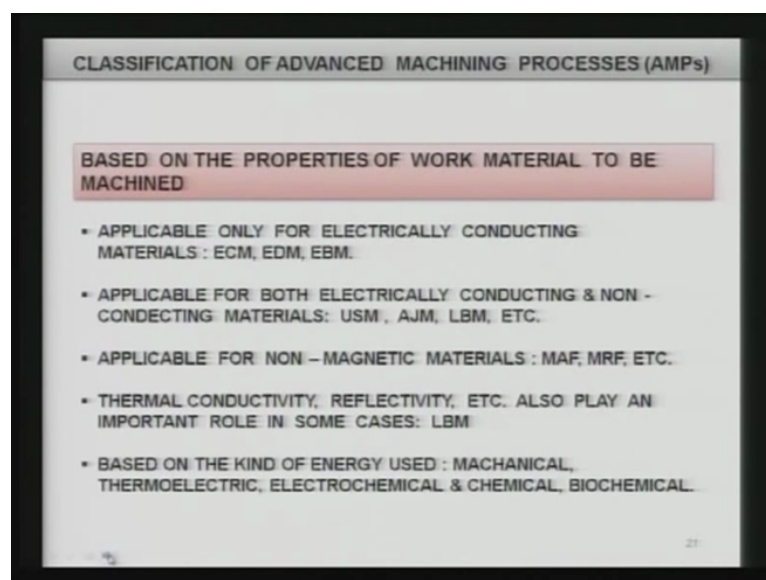 CLASSIFICATION OF ADVANCED MACHINING PROCESSES (AMPs)
BASED ON THE PROPERTIES OF WORK MATERIAL TO BE
MACHINED
▪ APPLICABLE ONLY FOR ELECTRICALLY CONDUCTING
MATERIALS : ECM, EDM, EBM.
▪ APPLICABLE FOR BOTH ELECTRICALLY CONDUCTING & NON -
CONDECTING MATERIALS: USM , AJM, LBM, ETC.
▪ APPLICABLE FOR NON – MAGNETIC MATERIALS : MAF, MRF, ETC.
▪ THERMAL CONDUCTIVITY, REFLECTIVITY, ETC. ALSO PLAY AN
IMPORTANT ROLE IN SOME CASES: LBM
▪ BASED ON THE KIND OF ENERGY USED : MACHANICAL,
THERMOELECTRIC, ELECTROCHEMICAL & CHEMICAL, BIOCHEMICAL.